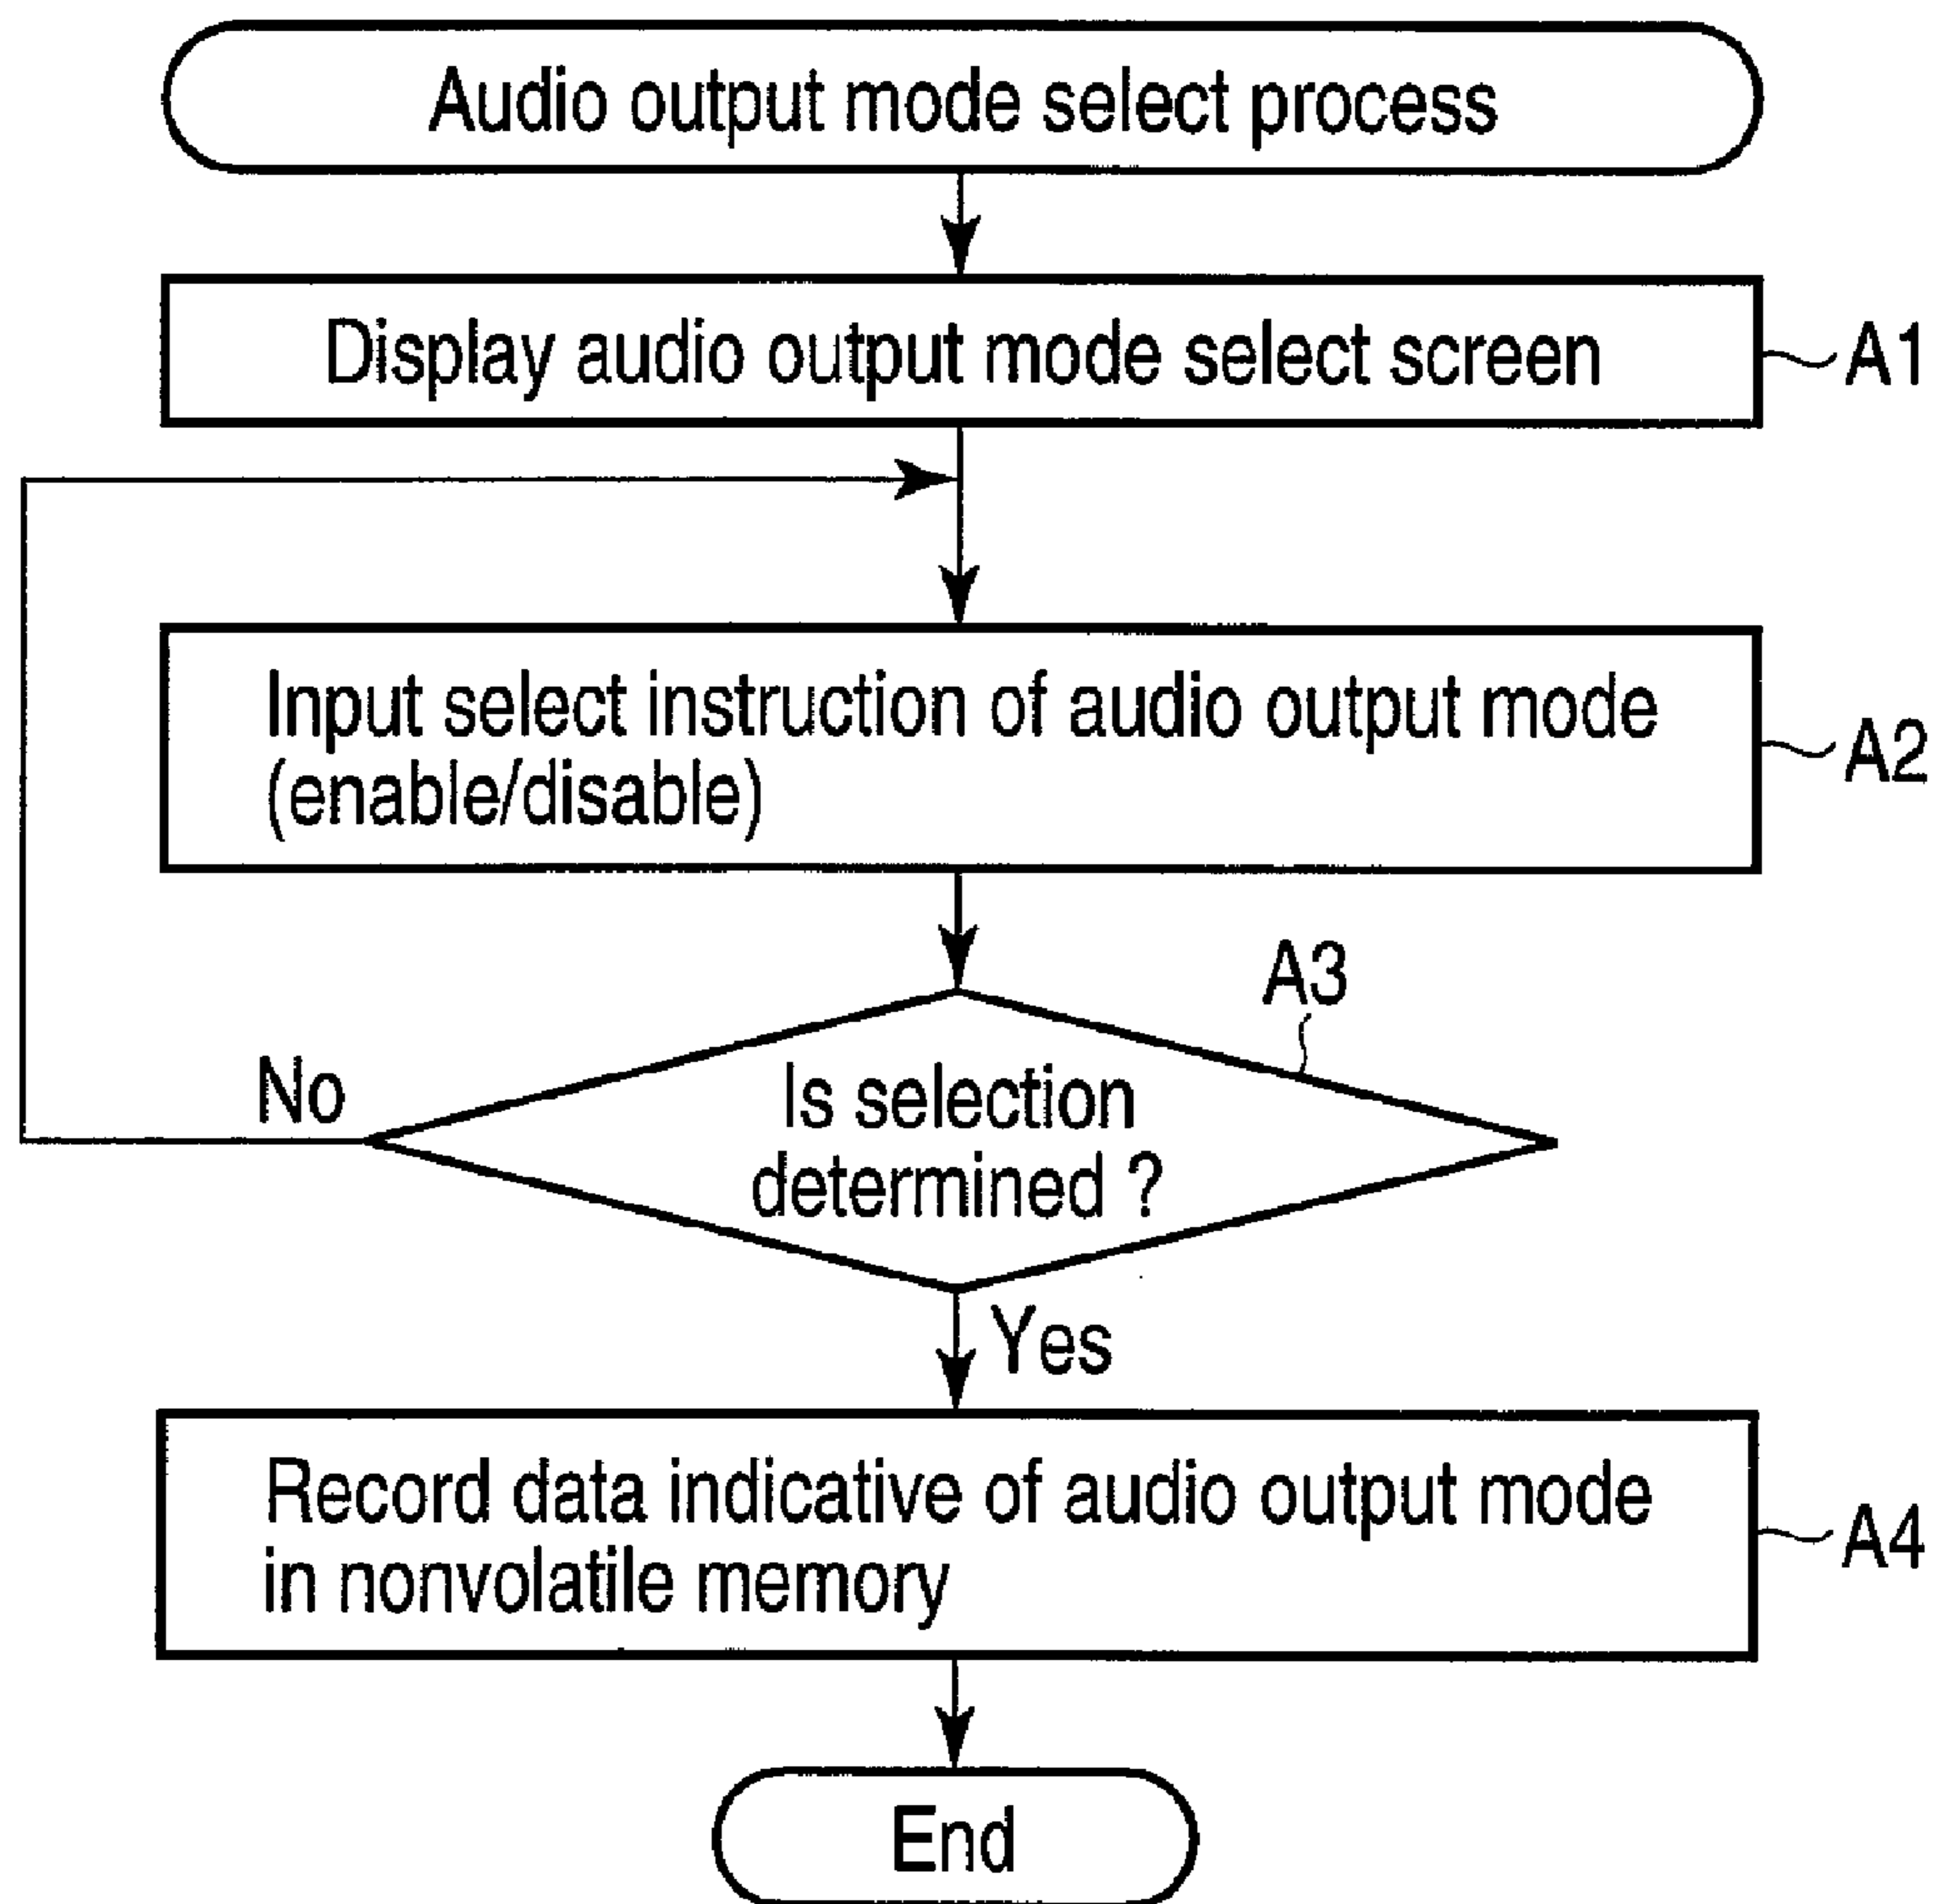 Audio output mode select process
Display audio output mode select screen
A1
Input select instruction of audio output mode
(enable/disable)
A2
A3
Is selection
determined ?
No
Yes
Record data indicative of audio output mode
in nonvolatile memory
A4
End